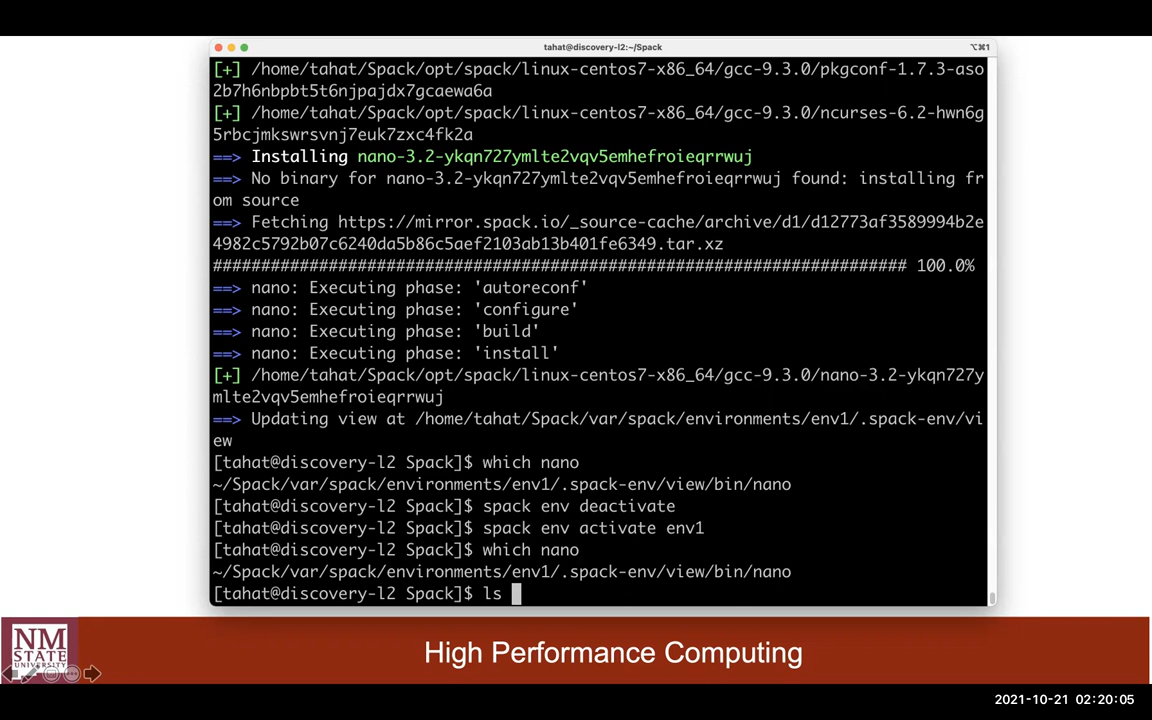 tahat@discovery-l2:~/Spack
⌥⌘1
[+] /home/tahat/Spack/opt/spack/linux-centos7-x86_64/gcc-9.3.0/pkgconf-1.7.3-aso
2b7h6nbpbt5t6njpajdx7gcaewa6a
[+] /home/tahat/Spack/opt/spack/linux-centos7-x86_64/gcc-9.3.0/ncurses-6.2-hwn6g
5rbcjmkswrsvnj7euk7zxc4fk2a
==> Installing nano-3.2-ykqn727ymlte2vqv5emhefroieqrrwuj
==> No binary for nano-3.2-ykqn727ymlte2vqv5emhefroieqrrwuj found: installing fr
om source
==> Fetching https://mirror.spack.io/_source-cache/archive/d1/d12773af3589994b2e
4982c5792b07c6240da5b86c5aef2103ab13b401fe6349.tar.xz
######################################################################## 100.0%
==> nano: Executing phase: 'autoreconf'
==> nano: Executing phase: 'configure'
==> nano: Executing phase: 'build'
==> nano: Executing phase: 'install'
[+] /home/tahat/Spack/opt/spack/linux-centos7-x86_64/gcc-9.3.0/nano-3.2-ykqn727y
mlte2vqv5emhefroieqrrwuj
==> Updating view at /home/tahat/Spack/var/spack/environments/env1/.spack-env/vi
ew
[tahat@discovery-l2 Spack]$ which nano
~/Spack/var/spack/environments/env1/.spack-env/view/bin/nano
[tahat@discovery-l2 Spack]$ spack env deactivate
[tahat@discovery-l2 Spack]$ spack env activate env1
[tahat@discovery-l2 Spack]$ which nano
~/Spack/var/spack/environments/env1/.spack-env/view/bin/nano
[tahat@discovery-l2 Spack]$ ls
NM
STATE
UNIVERSITY
High Performance Computing
2021-10-21 02:20:05